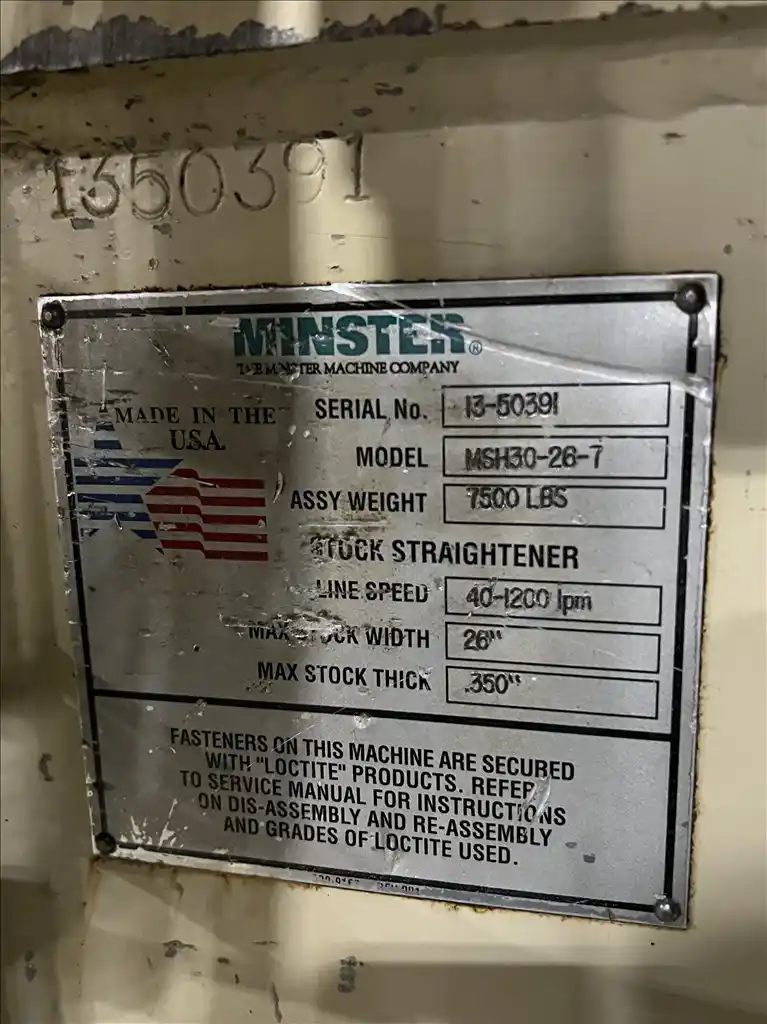 1350391
MINSTER®
THE MINSTER MACHINE COMPANY
MADE IN THE
U.S.A.
SERIAL No. 13-50391
MODEL MSH30-26-7
ASSY WEIGHT 7500 LBS
STOCK STRAIGHTENER
LINE SPEED 40-1200 lpm
MAX STOCK WIDTH 26"
MAX STOCK THICK .350"
FASTENERS ON THIS MACHINE ARE SECURED
WITH "LOCTITE" PRODUCTS. REFER
TO SERVICE MANUAL FOR INSTRUCTIONS
ON DIS-ASSEMBLY AND RE-ASSEMBLY
AND GRADES OF LOCTITE USED.